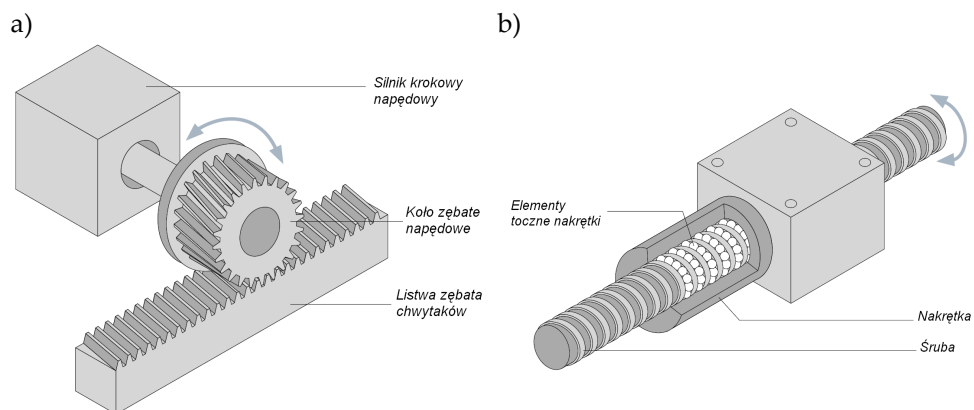 a)
Silnik krokowy
napędowy
Koło zębate
napędowe
Listwa zębata
chwytaków
b)
Elementy
toczne nakrętki
Nakrętka
Śruba